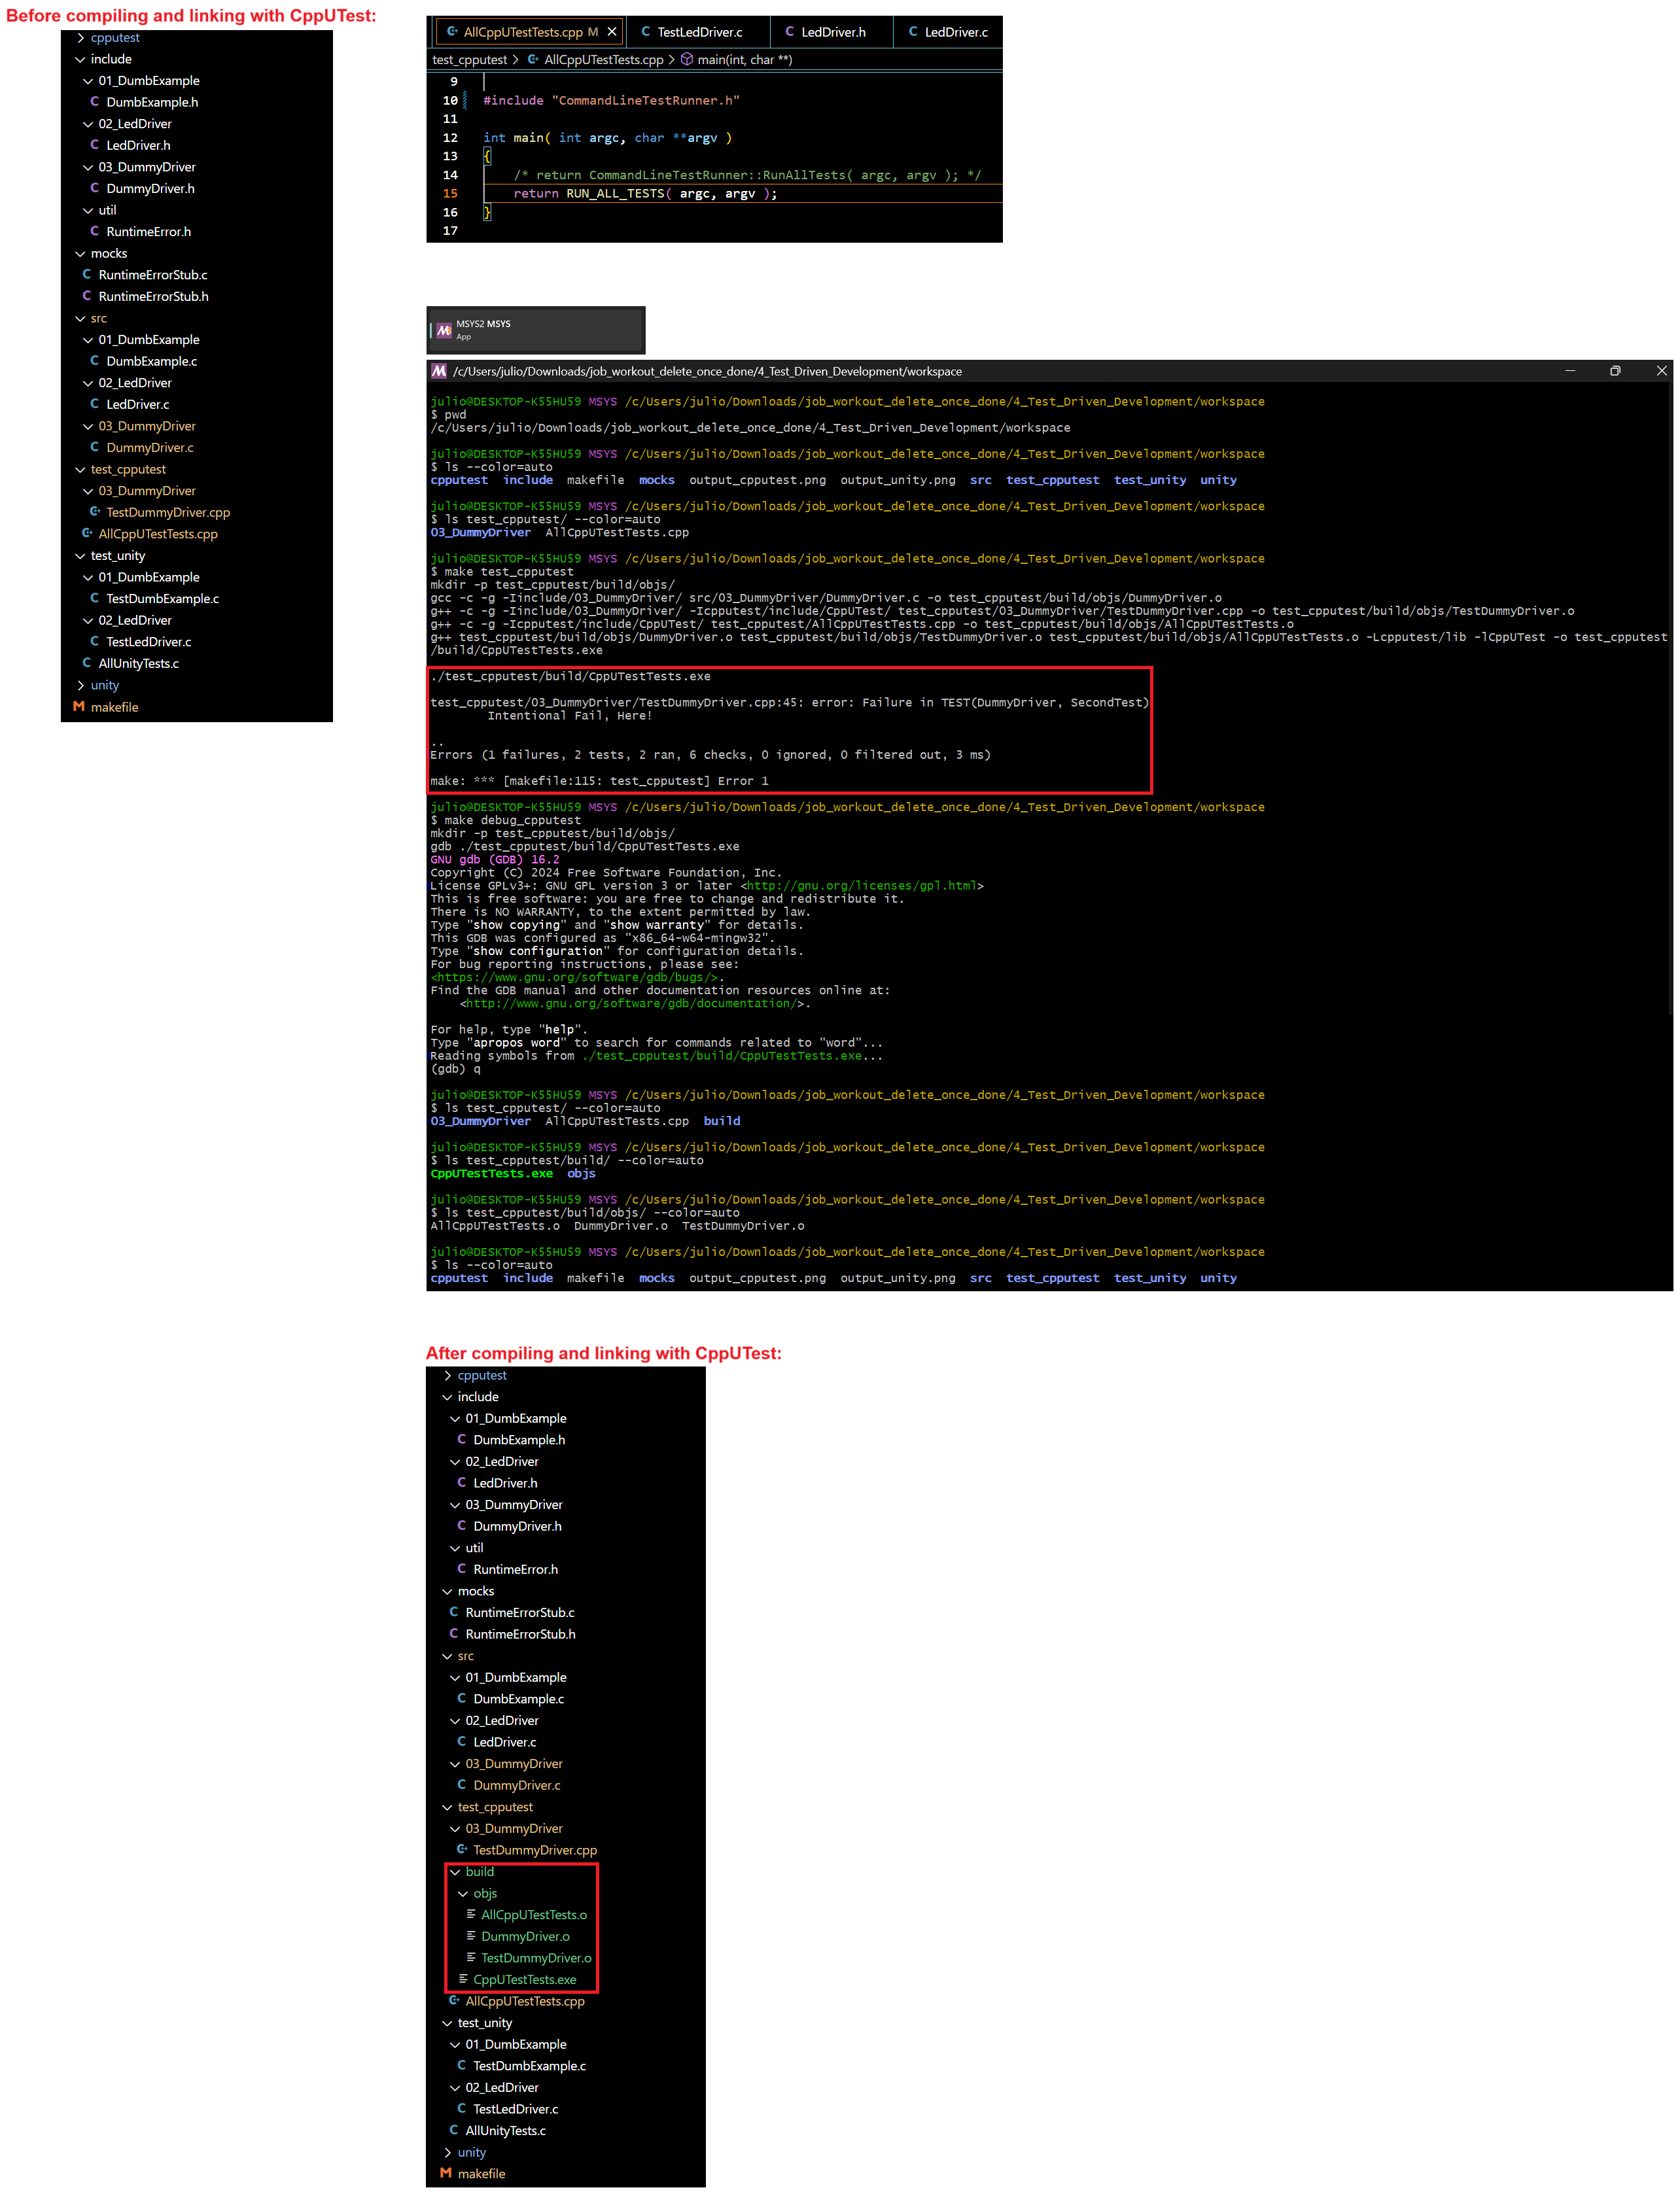 Before compiling and linking with CppUTest:
cpputest
include
01_DumbExample
DumbExample.h
02_LedDriver
LedDriver.h
03_DummyDriver
DummyDriver.h
util
RuntimeError.h
mocks
RuntimeErrorStub.c
RuntimeErrorStub.h
src
01_DumbExample
DumbExample.c
02_LedDriver
LedDriver.c
03_DummyDriver
DummyDriver.c
test_cpputest
03_DummyDriver
TestDummyDriver.cpp
AllCppUTestTests.cpp
test_unity
01_DumbExample
TestDumbExample.c
02_LedDriver
TestLedDriver.c
AllUnityTests.c
unity
makefile
AllCppUTestTests.cpp M TestLedDriver.c LedDriver.h LedDriver.c
test_cpputest > AllCppUTestTests.cpp > main(int, char **)
9
10 #include "CommandLineTestRunner.h"
11
12 int main( int argc, char **argv )
13 {
14 /* return CommandLineTestRunner::RunAllTests( argc, argv ); */
15 return RUN_ALL_TESTS( argc, argv );
16 }
17
MSYS2 MSYS
App
/c/Users/julio/Downloads/job_workout_delete_once_done/4_Test_Driven_Development/workspace
julio@DESKTOP-K55HU59 MSYS /c/Users/julio/Downloads/job_workout_delete_once_done/4_Test_Driven_Development/workspace
$ pwd
/c/Users/julio/Downloads/job_workout_delete_once_done/4_Test_Driven_Development/workspace
julio@DESKTOP-K55HU59 MSYS /c/Users/julio/Downloads/job_workout_delete_once_done/4_Test_Driven_Development/workspace
$ ls --color=auto
cpputest include makefile mocks output_cpputest.png output_unity.png src test_cpputest test_unity unity
julio@DESKTOP-K55HU59 MSYS /c/Users/julio/Downloads/job_workout_delete_once_done/4_Test_Driven_Development/workspace
$ ls test_cpputest/ --color=auto
03_DummyDriver AllCppUTestTests.cpp
julio@DESKTOP-K55HU59 MSYS /c/Users/julio/Downloads/job_workout_delete_once_done/4_Test_Driven_Development/workspace
$ make test_cpputest
mkdir -p test_cpputest/build/objs/
gcc -c -g -Iinclude/03_DummyDriver/ src/03_DummyDriver/DummyDriver.c -o test_cpputest/build/objs/DummyDriver.o
g++ -c -g -Iinclude/03_DummyDriver/ -Icpputest/include/CppUTest/ test_cpputest/03_DummyDriver/TestDummyDriver.cpp -o test_cpputest/build/objs/TestDummyDriver.o
g++ -c -g -Icpputest/include/CppUTest/ test_cpputest/AllCppUTestTests.cpp -o test_cpputest/build/objs/AllCppUTestTests.o
g++ test_cpputest/build/objs/DummyDriver.o test_cpputest/build/objs/TestDummyDriver.o test_cpputest/build/objs/AllCppUTestTests.o -Lcpputest/lib -lCppUTest -o test_cpputest
/build/CppUTestTests.exe
./test_cpputest/build/CppUTestTests.exe
test_cpputest/03_DummyDriver/TestDummyDriver.cpp:45: error: Failure in TEST(DummyDriver, SecondTest)
Intentional Fail, Here!
..
Errors (1 failures, 2 tests, 2 ran, 6 checks, 0 ignored, 0 filtered out, 3 ms)
make: *** [makefile:115: test_cpputest] Error 1
julio@DESKTOP-K55HU59 MSYS /c/Users/julio/Downloads/job_workout_delete_once_done/4_Test_Driven_Development/workspace
$ make debug_cpputest
mkdir -p test_cpputest/build/objs/
gdb ./test_cpputest/build/CppUTestTests.exe
GNU gdb (GDB) 16.2
Copyright (C) 2024 Free Software Foundation, Inc.
License GPLv3+: GNU GPL version 3 or later <http://gnu.org/licenses/gpl.html>
This is free software: you are free to change and redistribute it.
There is NO WARRANTY, to the extent permitted by law.
Type "show copying" and "show warranty" for details.
This GDB was configured as "x86_64-w64-mingw32".
Type "show configuration" for configuration details.
For bug reporting instructions, please see:
<https://www.gnu.org/software/gdb/bugs/>.
Find the GDB manual and other documentation resources online at:
<http://www.gnu.org/software/gdb/documentation/>.
For help, type "help".
Type "apropos word" to search for commands related to "word"...
Reading symbols from ./test_cpputest/build/CppUTestTests.exe...
(gdb) q
julio@DESKTOP-K55HU59 MSYS /c/Users/julio/Downloads/job_workout_delete_once_done/4_Test_Driven_Development/workspace
$ ls test_cpputest/ --color=auto
03_DummyDriver AllCppUTestTests.cpp build
julio@DESKTOP-K55HU59 MSYS /c/Users/julio/Downloads/job_workout_delete_once_done/4_Test_Driven_Development/workspace
$ ls test_cpputest/build/ --color=auto
CppUTestTests.exe objs
julio@DESKTOP-K55HU59 MSYS /c/Users/julio/Downloads/job_workout_delete_once_done/4_Test_Driven_Development/workspace
$ ls test_cpputest/build/objs/ --color=auto
AllCppUTestTests.o DummyDriver.o TestDummyDriver.o
julio@DESKTOP-K55HU59 MSYS /c/Users/julio/Downloads/job_workout_delete_once_done/4_Test_Driven_Development/workspace
$ ls --color=auto
cpputest include makefile mocks output_cpputest.png output_unity.png src test_cpputest test_unity unity
After compiling and linking with CppUTest:
cpputest
include
01_DumbExample
DumbExample.h
02_LedDriver
LedDriver.h
03_DummyDriver
DummyDriver.h
util
RuntimeError.h
mocks
RuntimeErrorStub.c
RuntimeErrorStub.h
src
01_DumbExample
DumbExample.c
02_LedDriver
LedDriver.c
03_DummyDriver
DummyDriver.c
test_cpputest
03_DummyDriver
TestDummyDriver.cpp
build
objs
AllCppUTestTests.o
DummyDriver.o
TestDummyDriver.o
CppUTestTests.exe
AllCppUTestTests.cpp
test_unity
01_DumbExample
TestDumbExample.c
02_LedDriver
TestLedDriver.c
AllUnityTests.c
unity
makefile